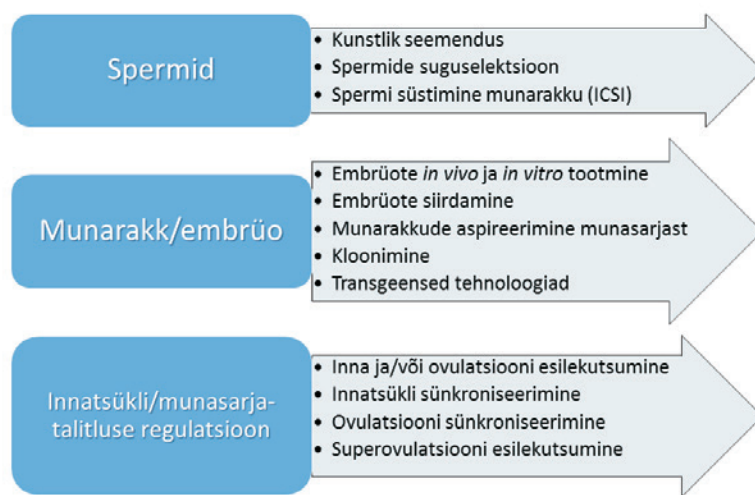 Spermid
• Kunstlik seemendus
• Spermide suguselektsioon
• Spermi süstimine munarakku (ICSI)
Munarakk/embrüo
• Embrüote in vivo ja in vitro tootmine
• Embrüote siirdamine
• Munarakkude aspireerimine munasarjast
• Kloonimine
• Transgeensed tehnoloogiad
Innatsükli/munasarja-
talitluse regulatsioon
• Inna ja/või ovulatsiooni esilekutsumine
• Innatsükli sünkroniseerimine
• Ovulatsiooni sünkroniseerimine
• Superovulatsiooni esilekutsumine